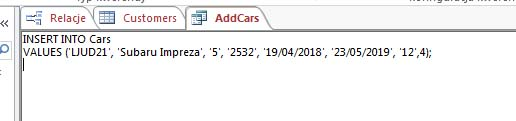 Relacje Customers AddCars
INSERT INTO Cars
VALUES ('LJUD21', 'Subaru Impreza', '5', '2532', '19/04/2018', '23/05/2019', '12',4);